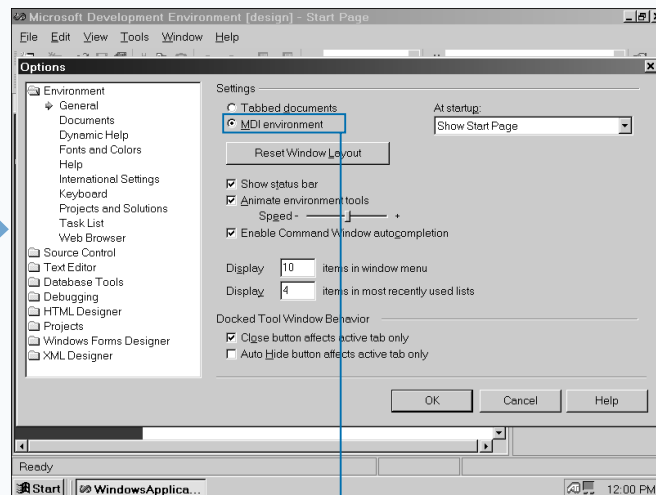 Microsoft Development Environment [design] - Start Page
File Edit View Tools Window Help
Options
Environment
General
Documents
Dynamic Help
Fonts and Colors
Help
International Settings
Keyboard
Projects and Solutions
Task List
Web Browser
Source Control
Text Editor
Database Tools
Debugging
HTML Designer
Projects
Windows Forms Designer
XML Designer
Settings
Tabbed documents
MDI environment
At startup:
Show Start Page
Reset Window Layout
Show status bar
Animate environment tools
Speed - +
Enable Command Window autocompletion
Display 10 items in window menu
Display 4 items in most recently used lists
Docked Tool Window Behavior
Close button affects active tab only
Auto Hide button affects active tab only
OK Cancel Help
Ready
Start WindowsApplica... 12:00 PM